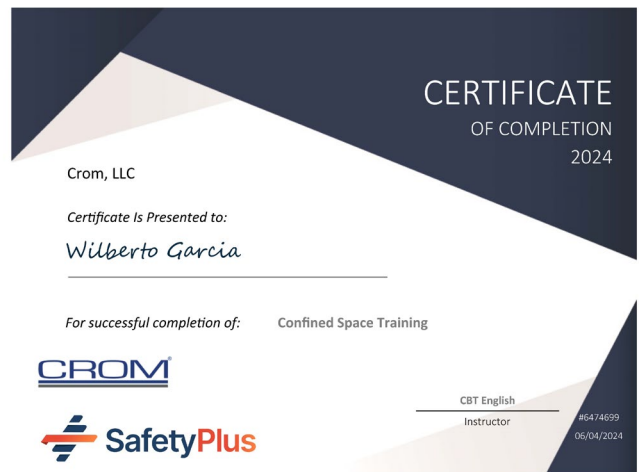 CERTIFICATE
OF COMPLETION
2024
Crom, LLC
Certificate Is Presented to:
Wilberto Garcia
For successful completion of: Confined Space Training
CROM®
SafetyPlus
CBT English
Instructor
#6474699
06/04/2024